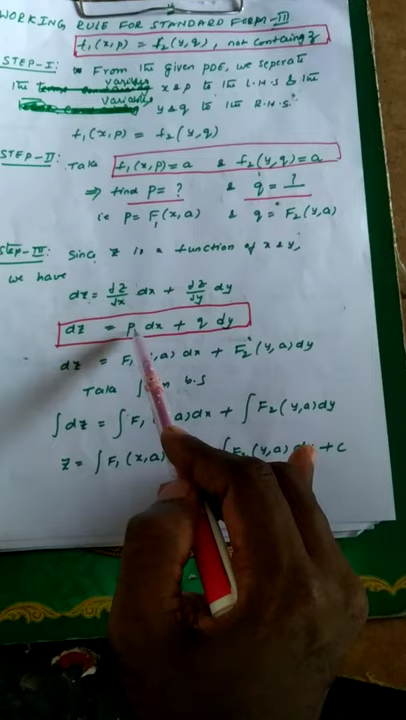 WORKING RULE FOR STANDARD FORM-III
f₁(x,p) = f₂(y,q), not containing z
STEP-I: * From the given PDE, we seperate
the variables x & p to the L.H.S & the
variables y & q to the R.H.S.
f₁(x,p) = f₂(y,q)
STEP-II: Take f₁(x,p)=a & f₂(y,q)=a
⇒ find p=? & q=?
ie p= F₁(x,a) & q = F₂(y,a)
STEP-III: Since z is a function of x & y,
we have
dz = ∂z/∂x dx + ∂z/∂y dy
dz = p dx + q dy
dz = F₁ ,a) dx + F₂(y,a) dy
Take ∫ b.s
∫dz = ∫F₁ a)dx + ∫F₂(y,a)dy
z = ∫F₁(x,a) ∫F₂(y,a) +c